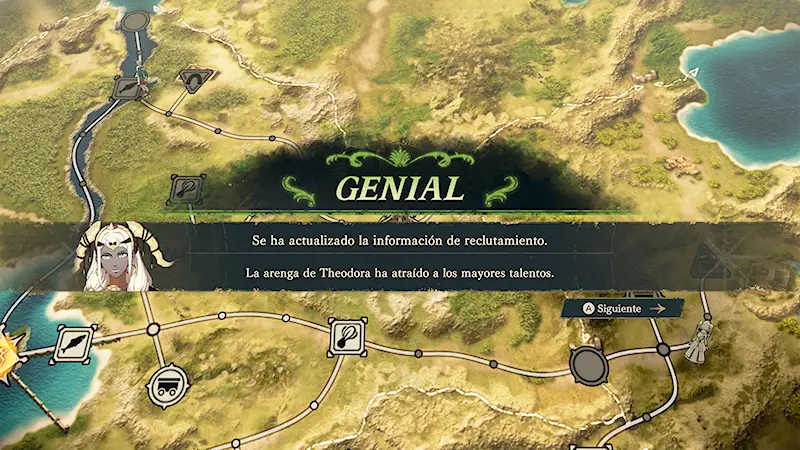 GENIAL
Se ha actualizado la información de reclutamiento.
La arenga de Theodora ha atraído a los mayores talentos.
A Siguiente